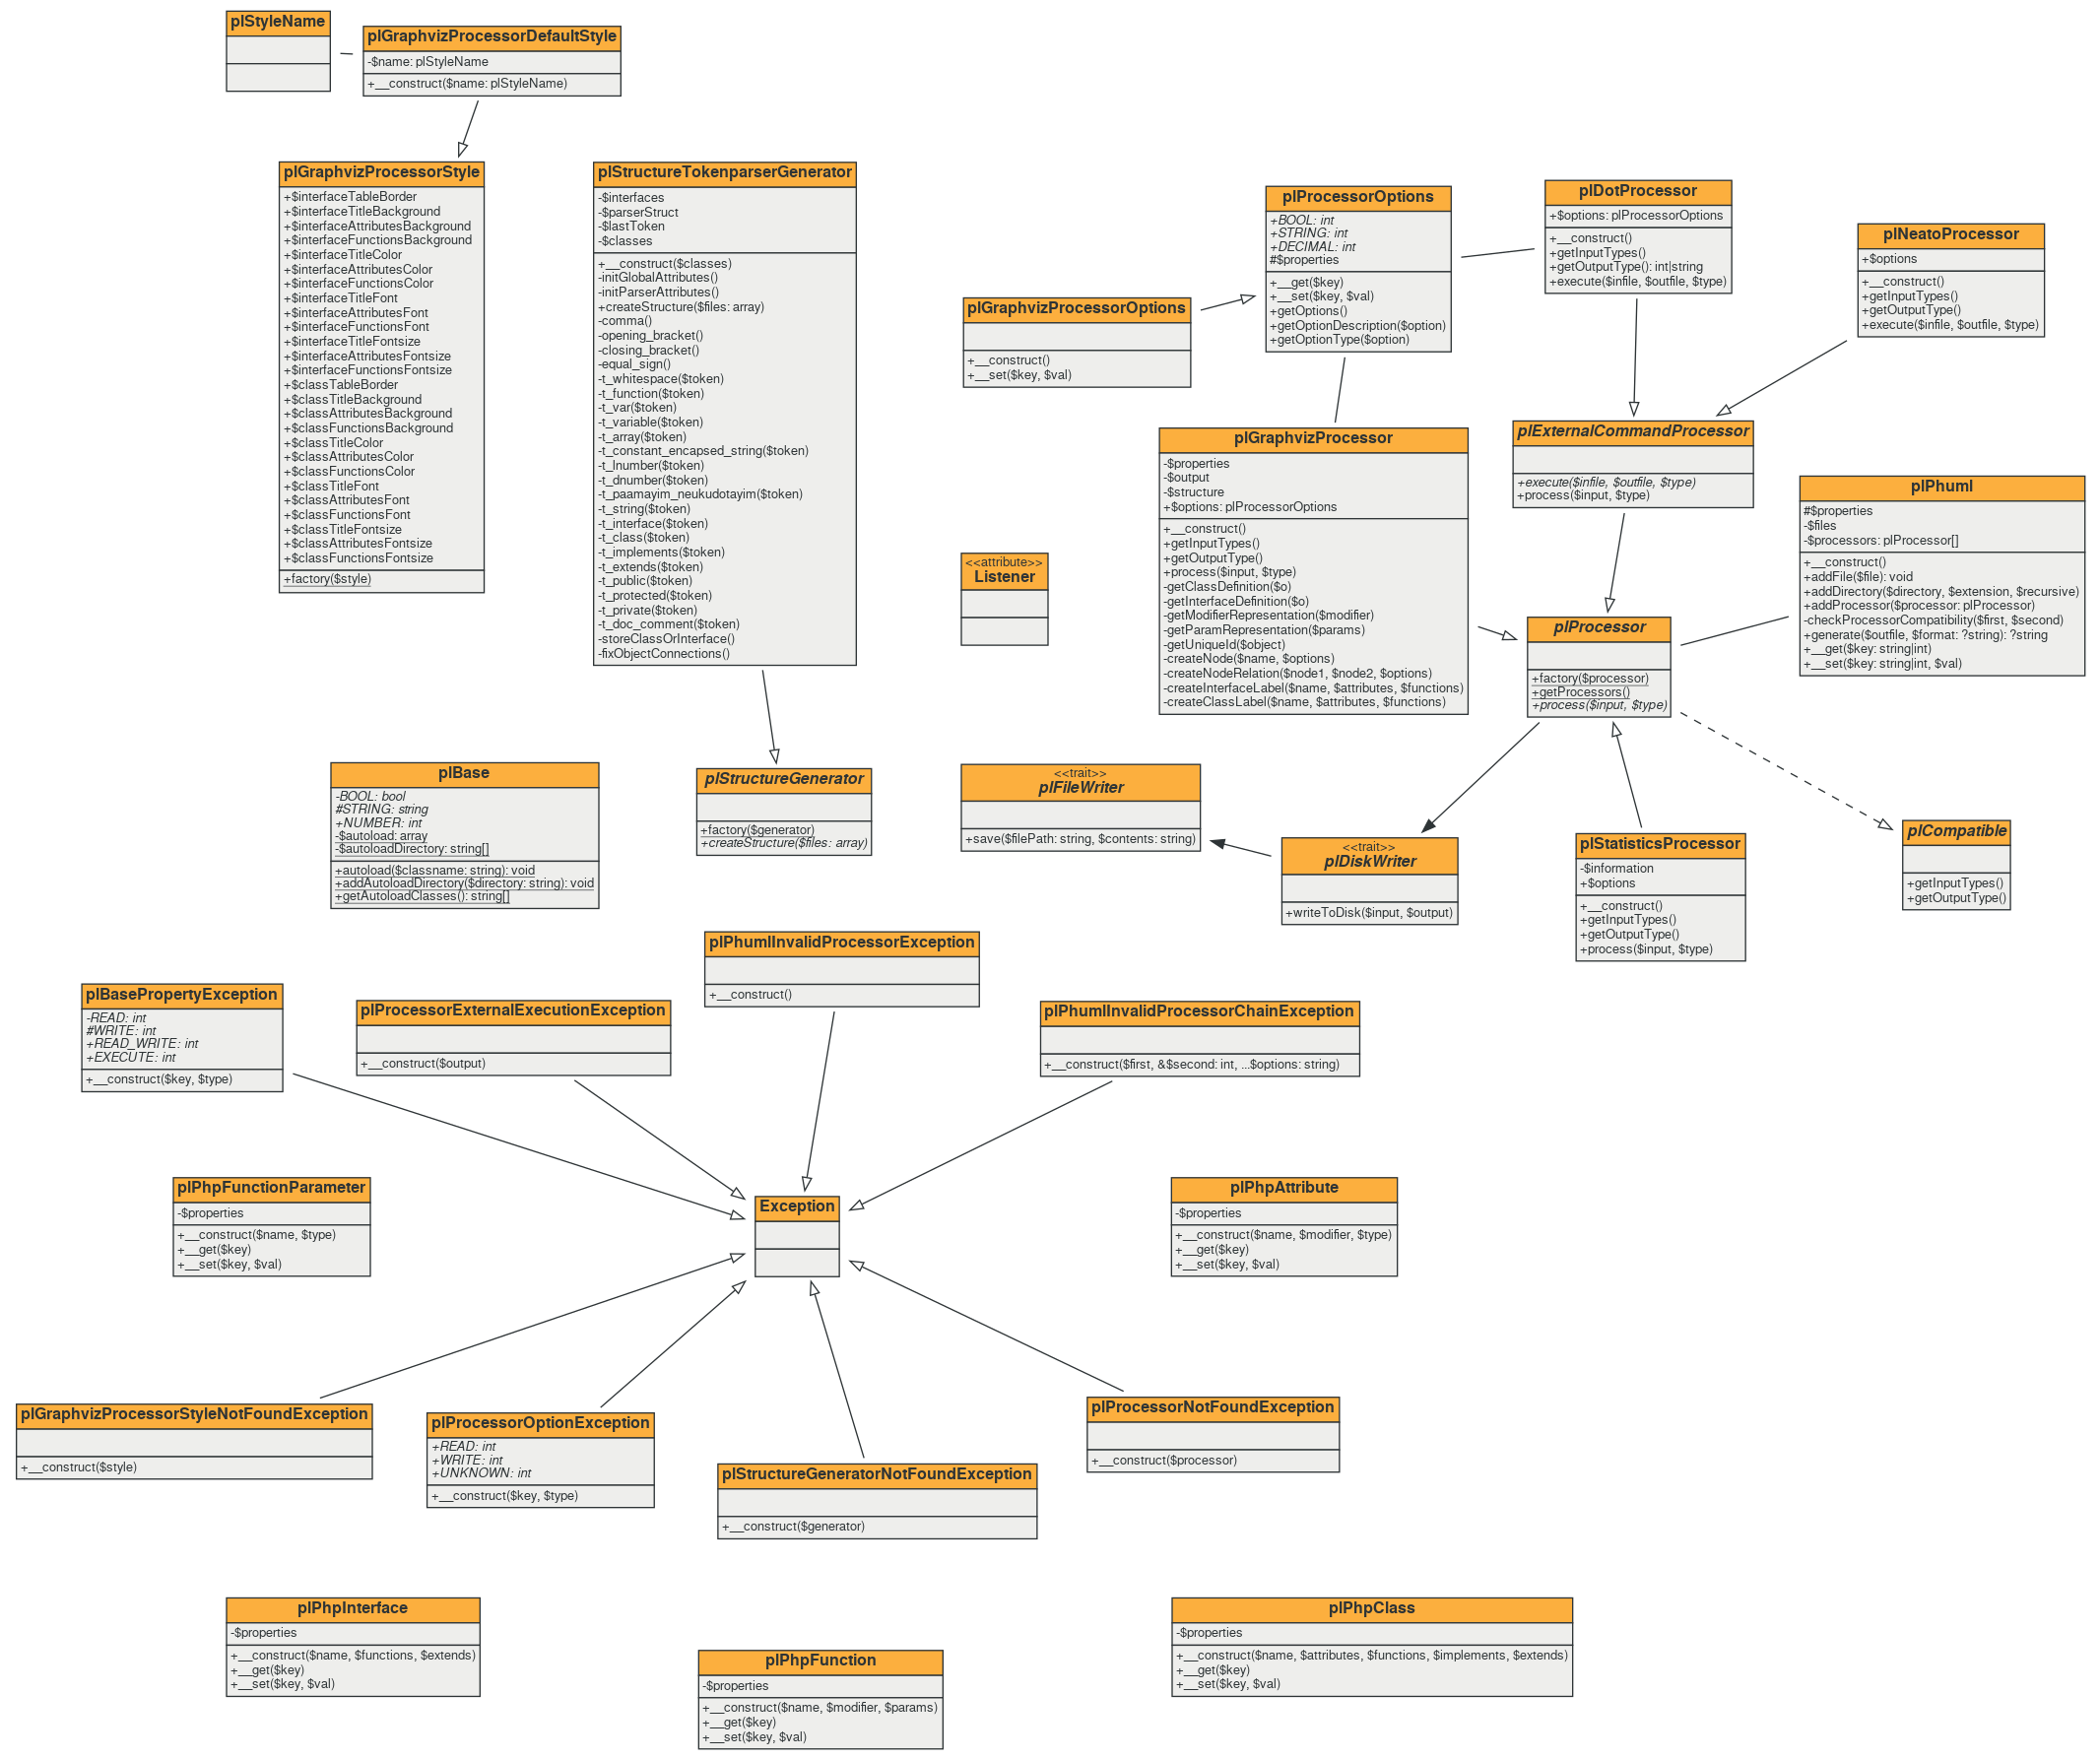 plStyleName
plGraphvizProcessorDefaultStyle
-$name: plStyleName
+__construct($name: plStyleName)
plGraphvizProcessorStyle
+$interfaceTableBorder
+$interfaceTitleBackground
+$interfaceAttributesBackground
+$interfaceFunctionsBackground
+$interfaceTitleColor
+$interfaceAttributesColor
+$interfaceFunctionsColor
+$interfaceTitleFont
+$interfaceAttributesFont
+$interfaceFunctionsFont
+$interfaceTitleFontsize
+$interfaceAttributesFontsize
+$interfaceFunctionsFontsize
+$classTableBorder
+$classTitleBackground
+$classAttributesBackground
+$classFunctionsBackground
+$classTitleColor
+$classAttributesColor
+$classFunctionsColor
+$classTitleFont
+$classAttributesFont
+$classFunctionsFont
+$classTitleFontsize
+$classAttributesFontsize
+$classFunctionsFontsize
+factory($style)
plStructureTokenparserGenerator
-$interfaces
-$parserStruct
-$lastToken
-$classes
+__construct($classes)
-initGlobalAttributes()
-initParserAttributes()
+createStructure($files: array)
-comma()
-opening_bracket()
-closing_bracket()
-equal_sign()
-t_whitespace($token)
-t_function($token)
-t_var($token)
-t_variable($token)
-t_array($token)
-t_constant_encapsed_string($token)
-t_lnumber($token)
-t_dnumber($token)
-t_paamayim_neukudotayim($token)
-t_string($token)
-t_interface($token)
-t_class($token)
-t_implements($token)
-t_extends($token)
-t_public($token)
-t_protected($token)
-t_private($token)
-t_doc_comment($token)
-storeClassOrInterface()
-fixObjectConnections()
plProcessorOptions
+BOOL: int
+STRING: int
+DECIMAL: int
#$properties
+__get($key)
+__set($key, $val)
+getOptions()
+getOptionDescription($option)
+getOptionType($option)
plDotProcessor
+$options: plProcessorOptions
+__construct()
+getInputTypes()
+getOutputType(): int|string
+execute($infile, $outfile, $type)
plNeatoProcessor
+$options
+__construct()
+getInputTypes()
+getOutputType()
+execute($infile, $outfile, $type)
plGraphvizProcessorOptions
+__construct()
+__set($key, $val)
plGraphvizProcessor
-$properties
-$output
-$structure
+$options: plProcessorOptions
+__construct()
+getInputTypes()
+getOutputType()
+process($input, $type)
-getClassDefinition($o)
-getInterfaceDefinition($o)
-getModifierRepresentation($modifier)
-getParamRepresentation($params)
-getUniqueId($object)
-createNode($name, $options)
-createNodeRelation($node1, $node2, $options)
-createInterfaceLabel($name, $attributes, $functions)
-createClassLabel($name, $attributes, $functions)
plExternalCommandProcessor
+execute($infile, $outfile, $type)
+process($input, $type)
plPhuml
#$properties
-$files
-$processors: plProcessor[]
+__construct()
+addFile($file): void
+addDirectory($directory, $extension, $recursive)
+addProcessor($processor: plProcessor)
-checkProcessorCompatibility($first, $second)
+generate($outfile, $format: ?string): ?string
+__get($key: string|int)
+__set($key: string|int, $val)
<<attribute>>
Listener
plProcessor
+factory($processor)
+getProcessors()
+process($input, $type)
plBase
-BOOL: bool
#STRING: string
+NUMBER: int
-$autoload: array
-$autoloadDirectory: string[]
+autoload($classname: string): void
+addAutoloadDirectory($directory: string): void
+getAutoloadClasses(): string[]
plStructureGenerator
+factory($generator)
+createStructure($files: array)
<<trait>>
plFileWriter
+save($filePath: string, $contents: string)
<<trait>>
plDiskWriter
+writeToDisk($input, $output)
plStatisticsProcessor
-$information
+$options
+__construct()
+getInputTypes()
+getOutputType()
+process($input, $type)
plCompatible
+getInputTypes()
+getOutputType()
plPhumlInvalidProcessorException
+__construct()
plBasePropertyException
-READ: int
#WRITE: int
+READ_WRITE: int
+EXECUTE: int
+__construct($key, $type)
plProcessorExternalExecutionException
+__construct($output)
plPhumlInvalidProcessorChainException
+__construct($first, &$second: int, ...$options: string)
plPhpFunctionParameter
-$properties
+__construct($name, $type)
+__get($key)
+__set($key, $val)
Exception
plPhpAttribute
-$properties
+__construct($name, $modifier, $type)
+__get($key)
+__set($key, $val)
plGraphvizProcessorStyleNotFoundException
+__construct($style)
plProcessorOptionException
+READ: int
+WRITE: int
+UNKNOWN: int
+__construct($key, $type)
plStructureGeneratorNotFoundException
+__construct($generator)
plProcessorNotFoundException
+__construct($processor)
plPhpInterface
-$properties
+__construct($name, $functions, $extends)
+__get($key)
+__set($key, $val)
plPhpFunction
-$properties
+__construct($name, $modifier, $params)
+__get($key)
+__set($key, $val)
plPhpClass
-$properties
+__construct($name, $attributes, $functions, $implements, $extends)
+__get($key)
+__set($key, $val)